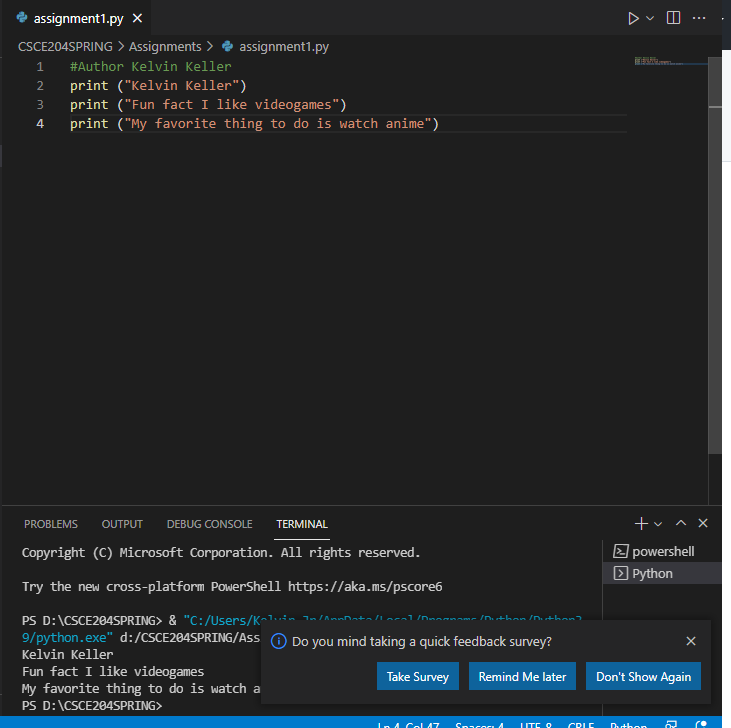 assignment1.py
CSCE204SPRING > Assignments > assignment1.py
1 #Author Kelvin Keller
2 print ("Kelvin Keller")
3 print ("Fun fact I like videogames")
4 print ("My favorite thing to do is watch anime")
PROBLEMS OUTPUT DEBUG CONSOLE TERMINAL
powershell
Python
Copyright (C) Microsoft Corporation. All rights reserved.
Try the new cross-platform PowerShell https://aka.ms/pscore6
PS D:\CSCE204SPRING> & "C:/Users/Kelvin Jr/AppData/Local/Programs/Python/Python3
9/python.exe" d:/CSCE204SPRING/Ass
Kelvin Keller
Fun fact I like videogames
My favorite thing to do is watch a
PS D:\CSCE204SPRING>
Do you mind taking a quick feedback survey?
Take Survey Remind Me later Don't Show Again
Ln 4, Col 47 Spaces: 4 UTF-8 CRLF Python